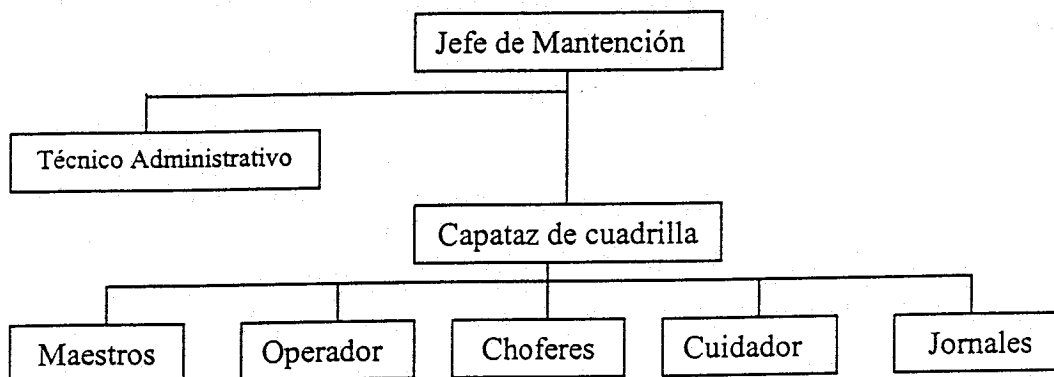 Jefe de Mantención
Técnico Administrativo
Capataz de cuadrilla
Maestros
Operador
Choferes
Cuidador
Jornales